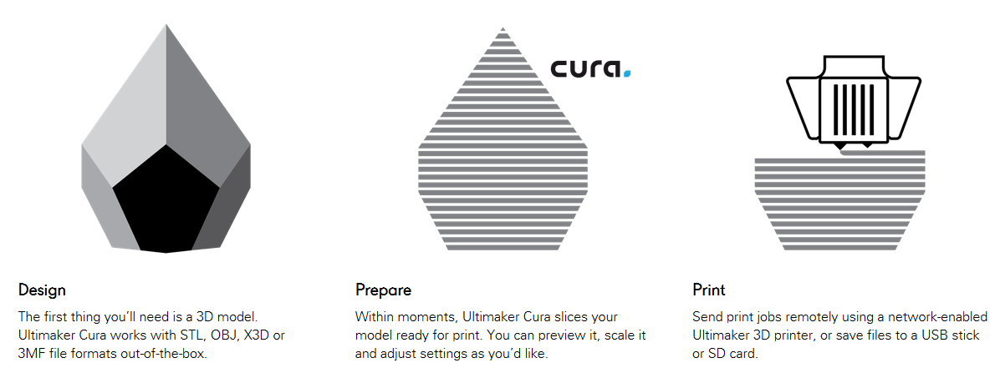 cura.
Design
The first thing you’ll need is a 3D model.
Ultimaker Cura works with STL, OBJ, X3D or
3MF file formats out-of-the-box.
Prepare
Within moments, Ultimaker Cura slices your
model ready for print. You can preview it, scale it
and adjust settings as you’d like.
Print
Send print jobs remotely using a network-enabled
Ultimaker 3D printer, or save files to a USB stick
or SD card.